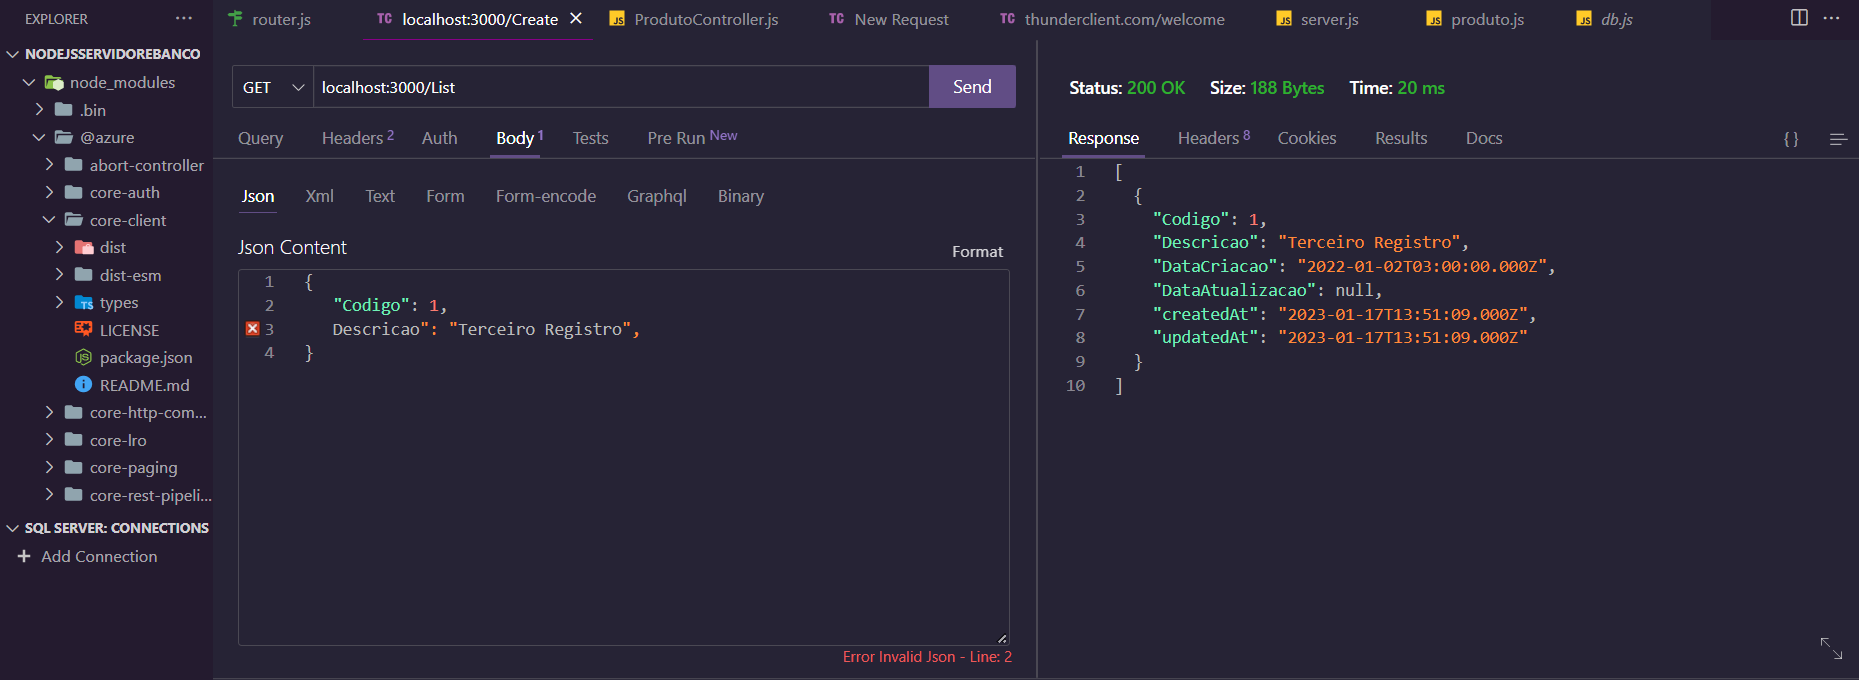 EXPLORER ···
NODEJSSERVIDOREBANCO
node_modules
.bin
@azure
abort-controller
core-auth
core-client
dist
dist-esm
types
LICENSE
package.json
README.md
core-http-com...
core-lro
core-paging
core-rest-pipeli...
SQL SERVER: CONNECTIONS
+ Add Connection
router.js TC localhost:3000/Create × JS ProdutoController.js TC New Request TC thunderclient.com/welcome JS server.js JS produto.js JS db.js ···
GET localhost:3000/List Send
Query Headers 2 Auth Body 1 Tests Pre Run New
Json Xml Text Form Form-encode Graphql Binary
Json Content
Format
1 {
2 "Codigo": 1,
3 Descricao": "Terceiro Registro",
4 }
Error Invalid Json - Line: 2
Status: 200 OK Size: 188 Bytes Time: 20 ms
Response Headers 8 Cookies Results Docs {}
1 [
2 {
3 "Codigo": 1,
4 "Descricao": "Terceiro Registro",
5 "DataCriacao": "2022-01-02T03:00:00.000Z",
6 "DataAtualizacao": null,
7 "createdAt": "2023-01-17T13:51:09.000Z",
8 "updatedAt": "2023-01-17T13:51:09.000Z"
9 }
10 ]